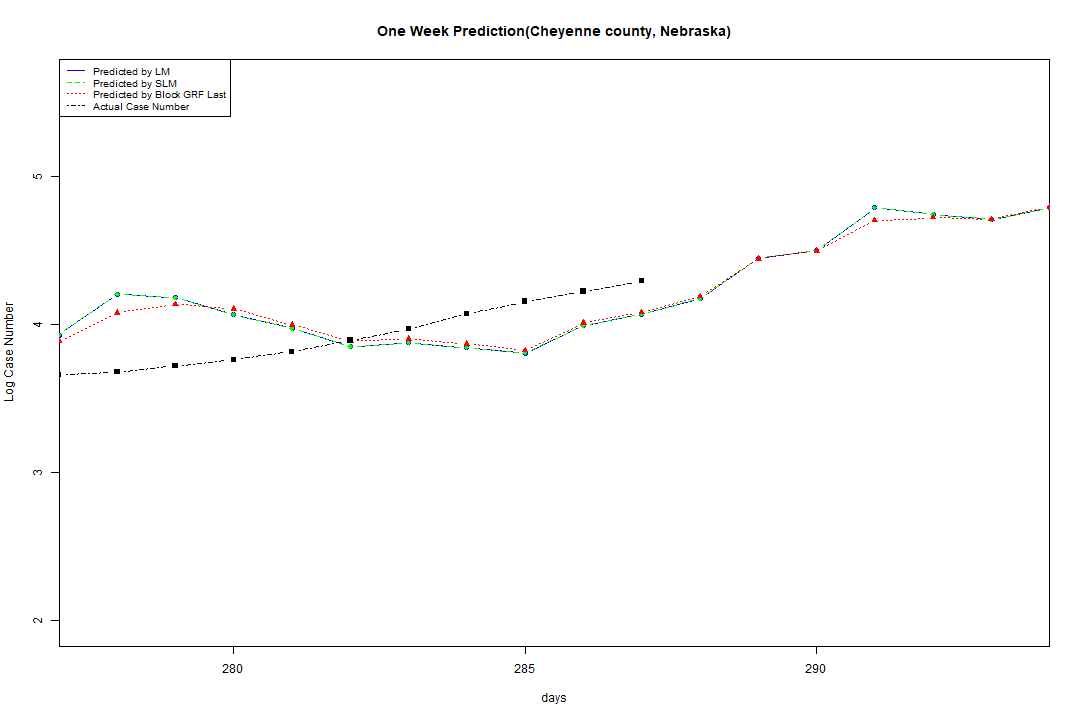 One Week Prediction(Cheyenne county, Nebraska)
Predicted by LM
Predicted by SLM
Predicted by Block GRF Last
Actual Case Number
5
4
3
2
Log Case Number
280 285 290
days